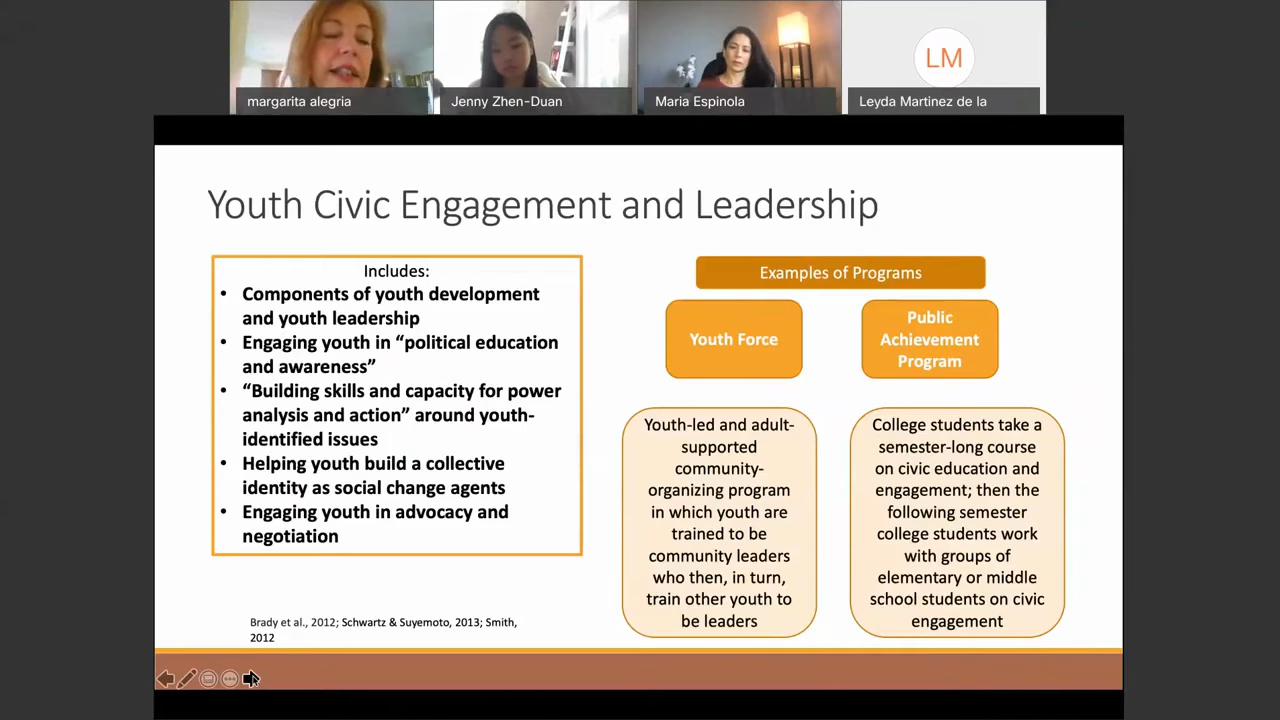 LM
margarita alegria
Jenny Zhen-Duan
Maria Espinola
Leyda Martinez de la
Youth Civic Engagement and Leadership
Includes:
• Components of youth development
and youth leadership
• Engaging youth in “political education
and awareness”
• “Building skills and capacity for power
analysis and action” around youth-
identified issues
• Helping youth build a collective
identity as social change agents
• Engaging youth in advocacy and
negotiation
Brady et al., 2012; Schwartz & Suyemoto, 2013; Smith,
2012
Examples of Programs
Youth Force
Public
Achievement
Program
Youth-led and adult-
supported
community-
organizing program
in which youth are
trained to be
community leaders
who then, in turn,
train other youth to
be leaders
College students take a
semester-long course
on civic education and
engagement; then the
following semester
college students work
with groups of
elementary or middle
school students on civic
engagement